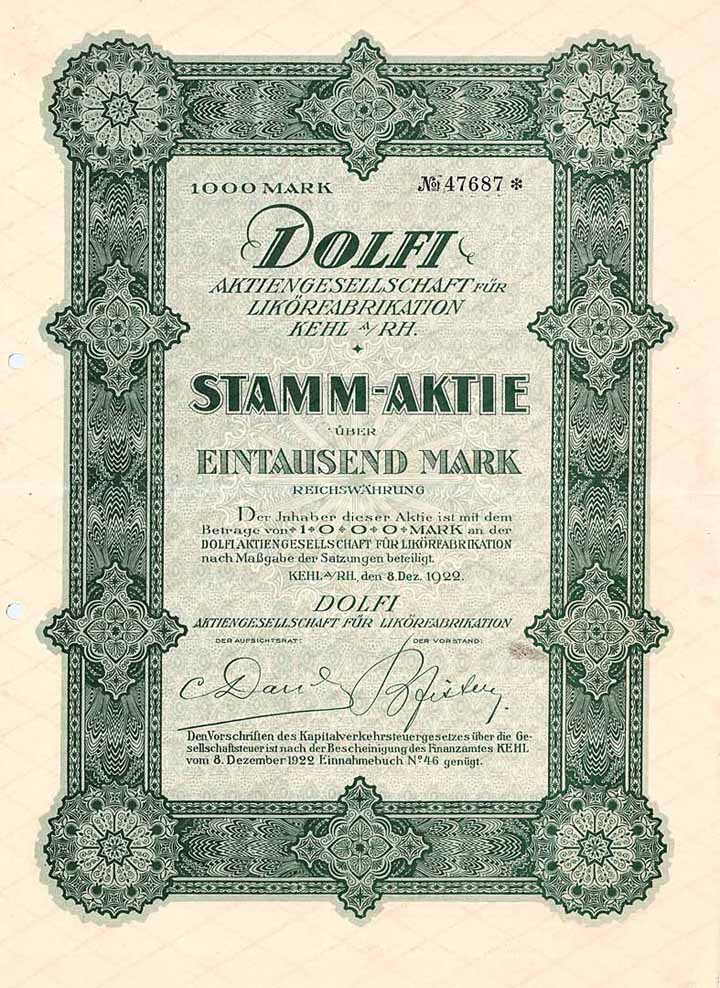 1000 MARK
№ 47687 *
DOLFI
AKTIENGESELLSCHAFT FÜR
LIKÖRFABRIKATION
KEHL A/RH.
STAMM-AKTIE
ÜBER
EINTAUSEND MARK
REICHSWÄHRUNG
Der Jnhaber dieser Aktie ist mit dem
Betrage von 1000 MARK an der
DOLFI AKTIENGESELLSCHAFT FÜR LIKÖRFABRIKATION
nach Maßgabe der Satzungen beteiligt.
KEHL A/RH, den 8. Dez. 1922.
DOLFI
AKTIENGESELLSCHAFT FÜR LIKÖRFABRIKATION
DER AUFSICHTSRAT:
DER VORSTAND:
Den Vorschriften des Kapitalverkehrsteuergesetzes über die Ge-
sellschaftsteuer ist nach der Bescheinigung des Finanzamtes KEHL
vom 8. Dezember 1922 Einnahmebuch Nº 46 genügt.